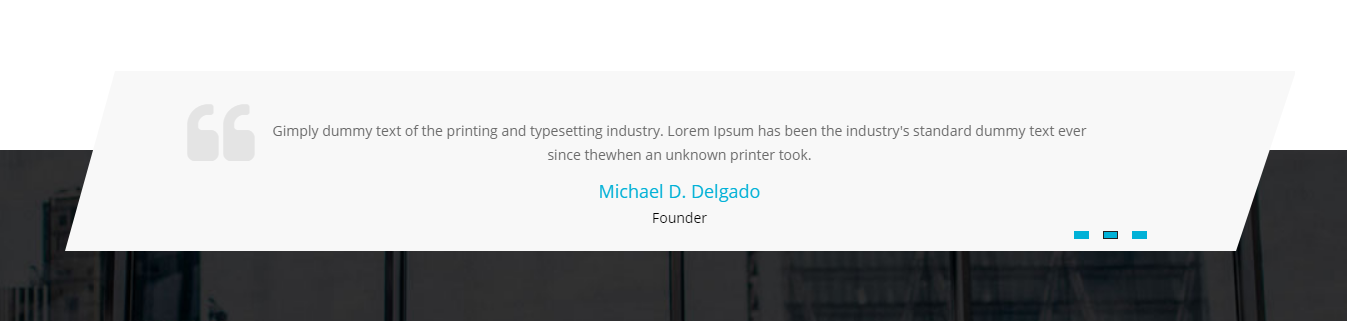 Gimply dummy text of the printing and typesetting industry. Lorem Ipsum has been the industry's standard dummy text ever
since thewhen an unknown printer took.
Michael D. Delgado
Founder